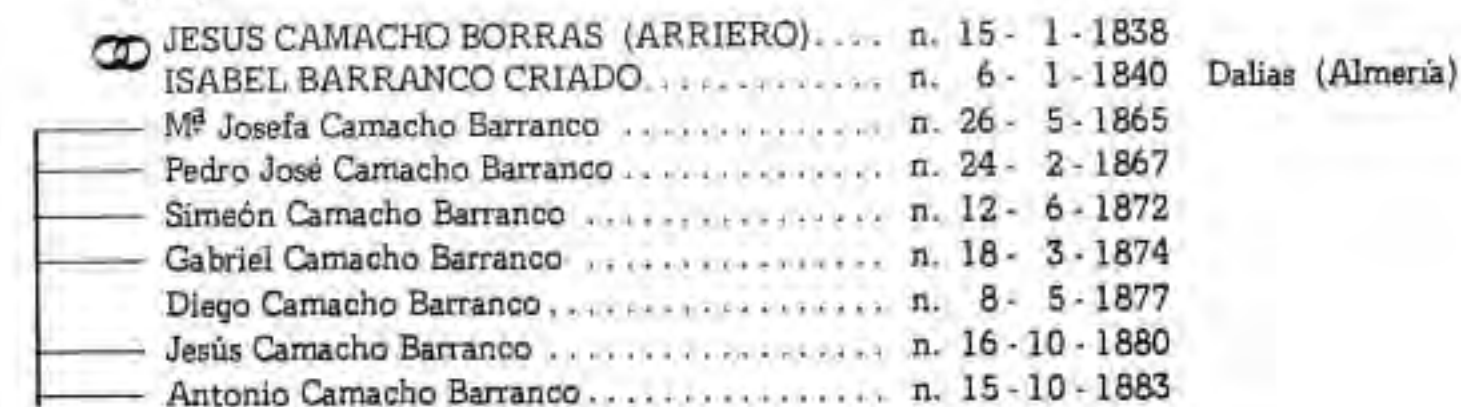 JESUS CAMACHO BORRAS (ARRIERO).... n. 15 - 1 - 1838
ISABEL BARRANCO CRIADO............. n. 6 - 1 - 1840 Dalias (Almería)
Mª Josefa Camacho Barranco .............. n. 26 - 5 - 1865
Pedro José Camacho Barranco .............. n. 24 - 2 - 1867
Simeón Camacho Barranco ................ n. 12 - 6 - 1872
Gabriel Camacho Barranco ................ n. 18 - 3 - 1874
Diego Camacho Barranco.................. n. 8 - 5 - 1877
Jesús Camacho Barranco .................. n. 16 - 10 - 1880
Antonio Camacho Barranco................ n. 15 - 10 - 1883